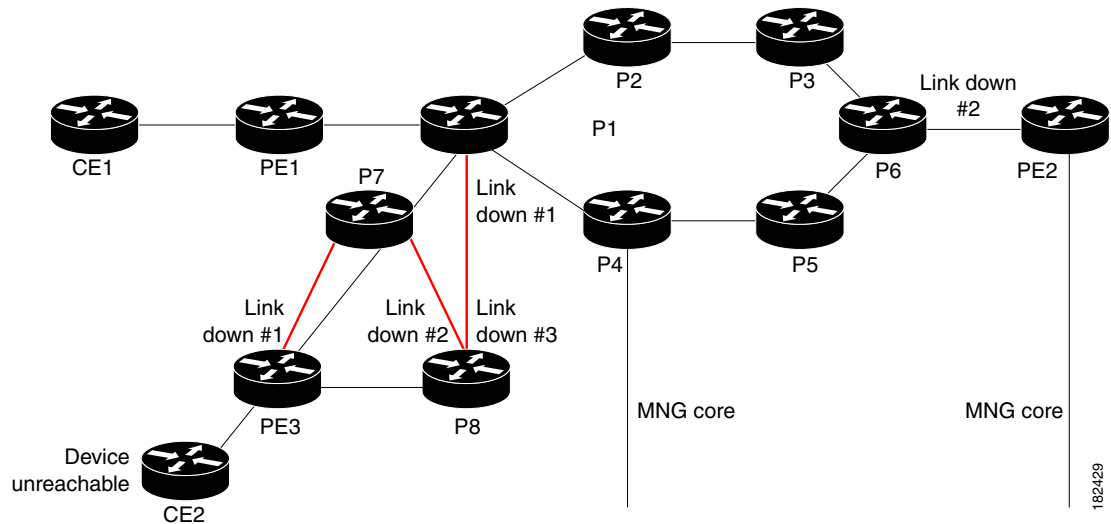 P2
P3
Link down
#2
P1
CE1
PE1
P6
PE2
P7
Link
down #1
P4
P5
Link
down #1
Link
down #2
Link
down #3
PE3
P8
MNG core
MNG core
Device
unreachable
CE2
182429